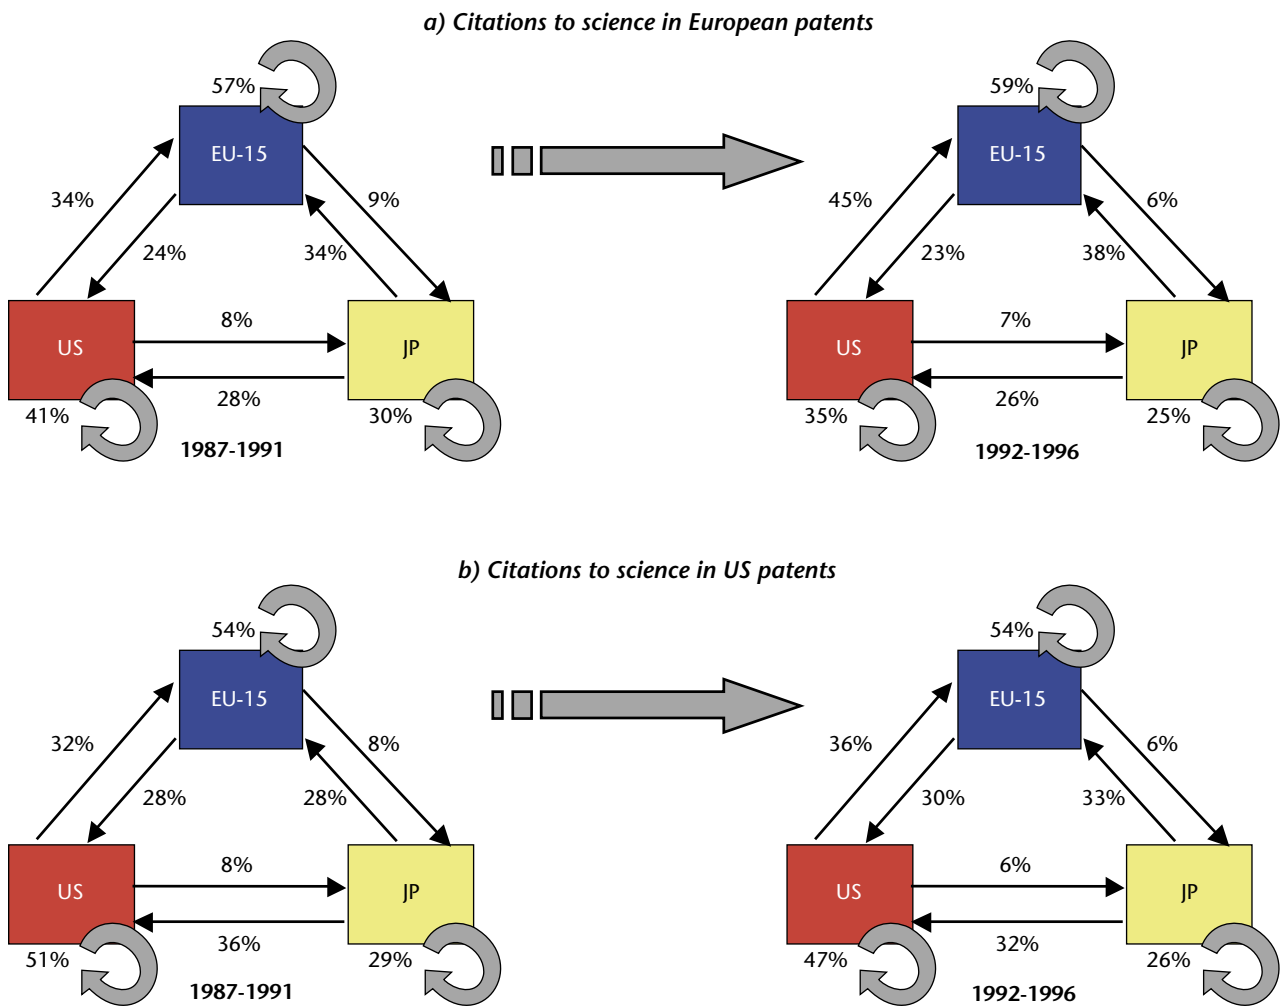 a) Citations to science in European patents
57%
EU-15
34%
9%
24%
34%
8%
US
JP
28%
41%
30%
1987-1991
59%
EU-15
45%
6%
23%
38%
7%
US
JP
26%
35%
25%
1992-1996
b) Citations to science in US patents
54%
EU-15
32%
8%
28%
28%
8%
US
JP
36%
51%
29%
1987-1991
54%
EU-15
36%
6%
30%
33%
6%
US
JP
32%
47%
26%
1992-1996